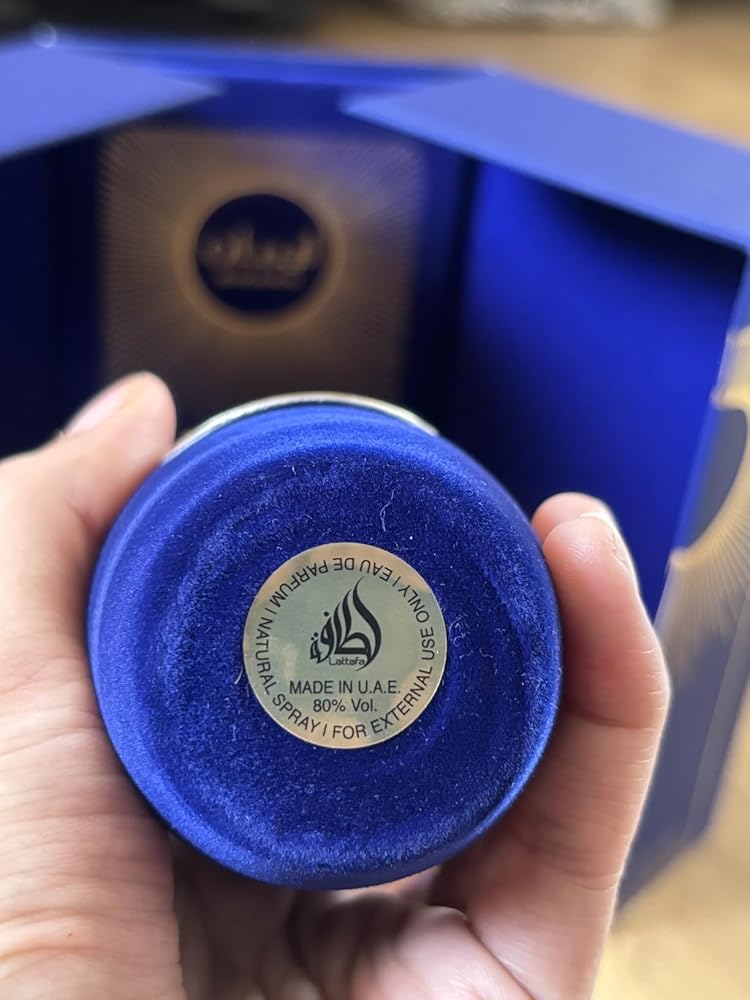 لطافة
Lattafa
MADE IN U.A.E.
80% Vol.
EAU DE PARFUM | NATURAL SPRAY | FOR EXTERNAL USE ONLY |